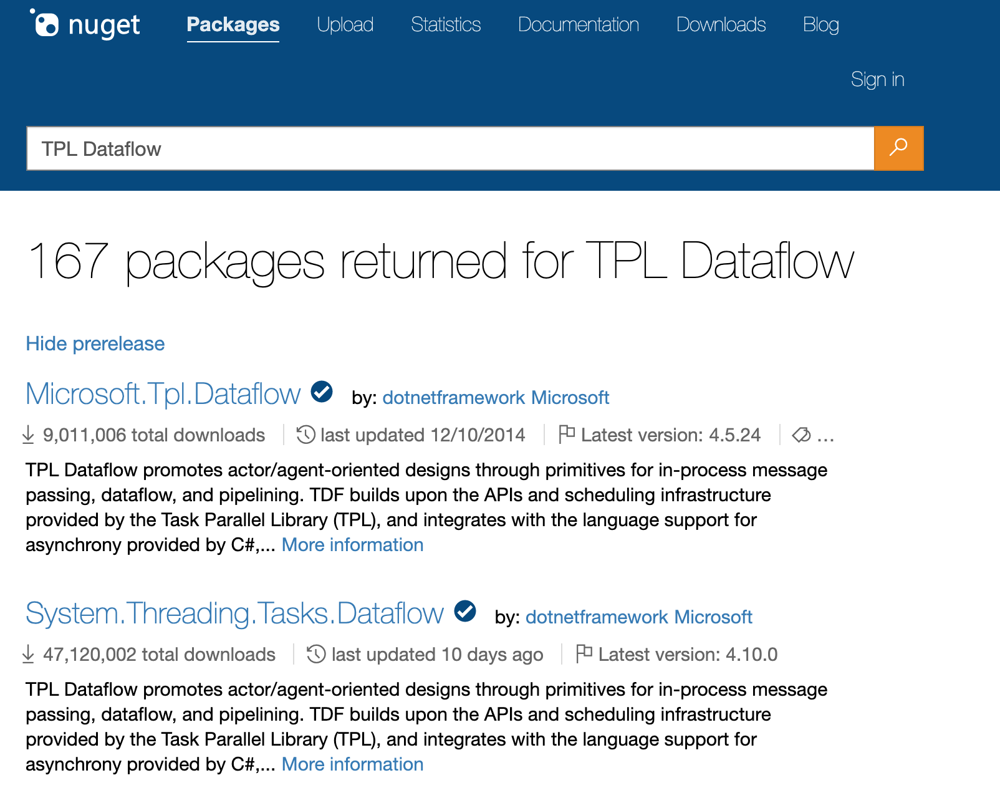 nuget Packages Upload Statistics Documentation Downloads Blog
Sign in
TPL Dataflow
167 packages returned for TPL Dataflow
Hide prerelease
Microsoft.Tpl.Dataflow by: dotnetframework Microsoft
9,011,006 total downloads last updated 12/10/2014 Latest version: 4.5.24 ...
TPL Dataflow promotes actor/agent-oriented designs through primitives for in-process message
passing, dataflow, and pipelining. TDF builds upon the APIs and scheduling infrastructure
provided by the Task Parallel Library (TPL), and integrates with the language support for
asynchrony provided by C#,... More information
System.Threading.Tasks.Dataflow by: dotnetframework Microsoft
47,120,002 total downloads last updated 10 days ago Latest version: 4.10.0
TPL Dataflow promotes actor/agent-oriented designs through primitives for in-process message
passing, dataflow, and pipelining. TDF builds upon the APIs and scheduling infrastructure
provided by the Task Parallel Library (TPL), and integrates with the language support for
asynchrony provided by C#,... More information